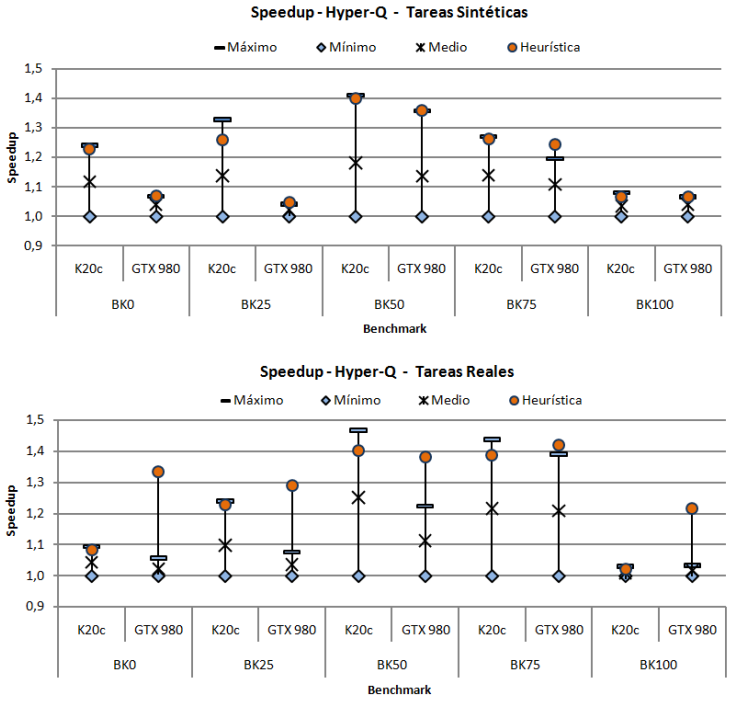 Speedup - Hyper-Q - Tareas Sintéticas
Máximo Mínimo Medio Heurística
1,5
1,4
1,3
1,2
1,1
1,0
0,9
Speedup
K20c GTX 980 K20c GTX 980 K20c GTX 980 K20c GTX 980 K20c GTX 980
BK0 BK25 BK50 BK75 BK100
Benchmark
Speedup - Hyper-Q - Tareas Reales
Máximo Mínimo Medio Heurística
1,5
1,4
1,3
1,2
1,1
1,0
0,9
Speedup
K20c GTX 980 K20c GTX 980 K20c GTX 980 K20c GTX 980 K20c GTX 980
BK0 BK25 BK50 BK75 BK100
Benchmark